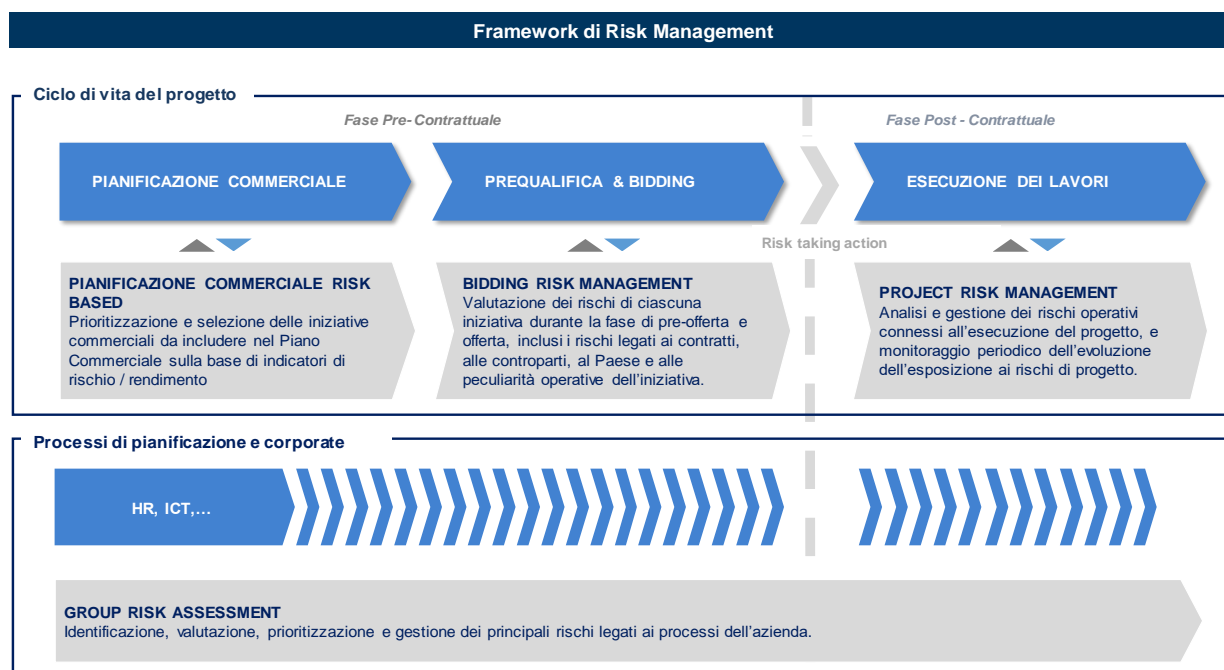 Framework di Risk Management
Ciclo di vita del progetto
Fase Pre- Contrattuale
Fase Post - Contrattuale
PIANIFICAZIONE COMMERCIALE
PREQUALIFICA & BIDDING
ESECUZIONE DEI LAVORI
Risk taking action
PIANIFICAZIONE COMMERCIALE RISK
BASED
Prioritizzazione e selezione delle iniziative
commerciali da includere nel Piano
Commerciale sulla base di indicatori di
rischio / rendimento
BIDDING RISK MANAGEMENT
Valutazione dei rischi di ciascuna
iniziativa durante la fase di pre-offerta e
offerta, inclusi i rischi legati ai contratti,
alle controparti, al Paese e alle
peculiarità operative dell'iniziativa.
PROJECT RISK MANAGEMENT
Analisi e gestione dei rischi operativi
connessi all'esecuzione del progetto, e
monitoraggio periodico dell'evoluzione
dell'esposizione ai rischi di progetto.
Processi di pianificazione e corporate
HR, ICT,...
GROUP RISK ASSESSMENT
Identificazione, valutazione, prioritizzazione e gestione dei principali rischi legati ai processi dell'azienda.